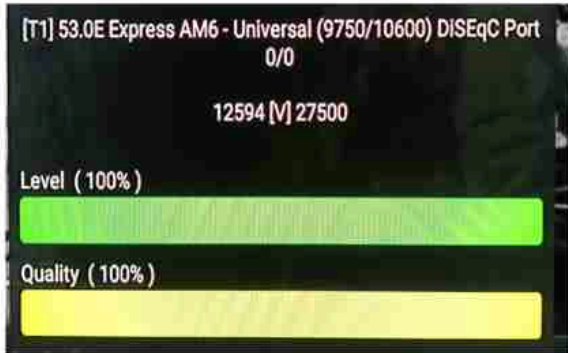 [T1] 53.0E Express AM6 - Universal (9750/10600) DiSEqC Port
0/0
12594 [V] 27500
Level ( 100% )
Quality ( 100% )